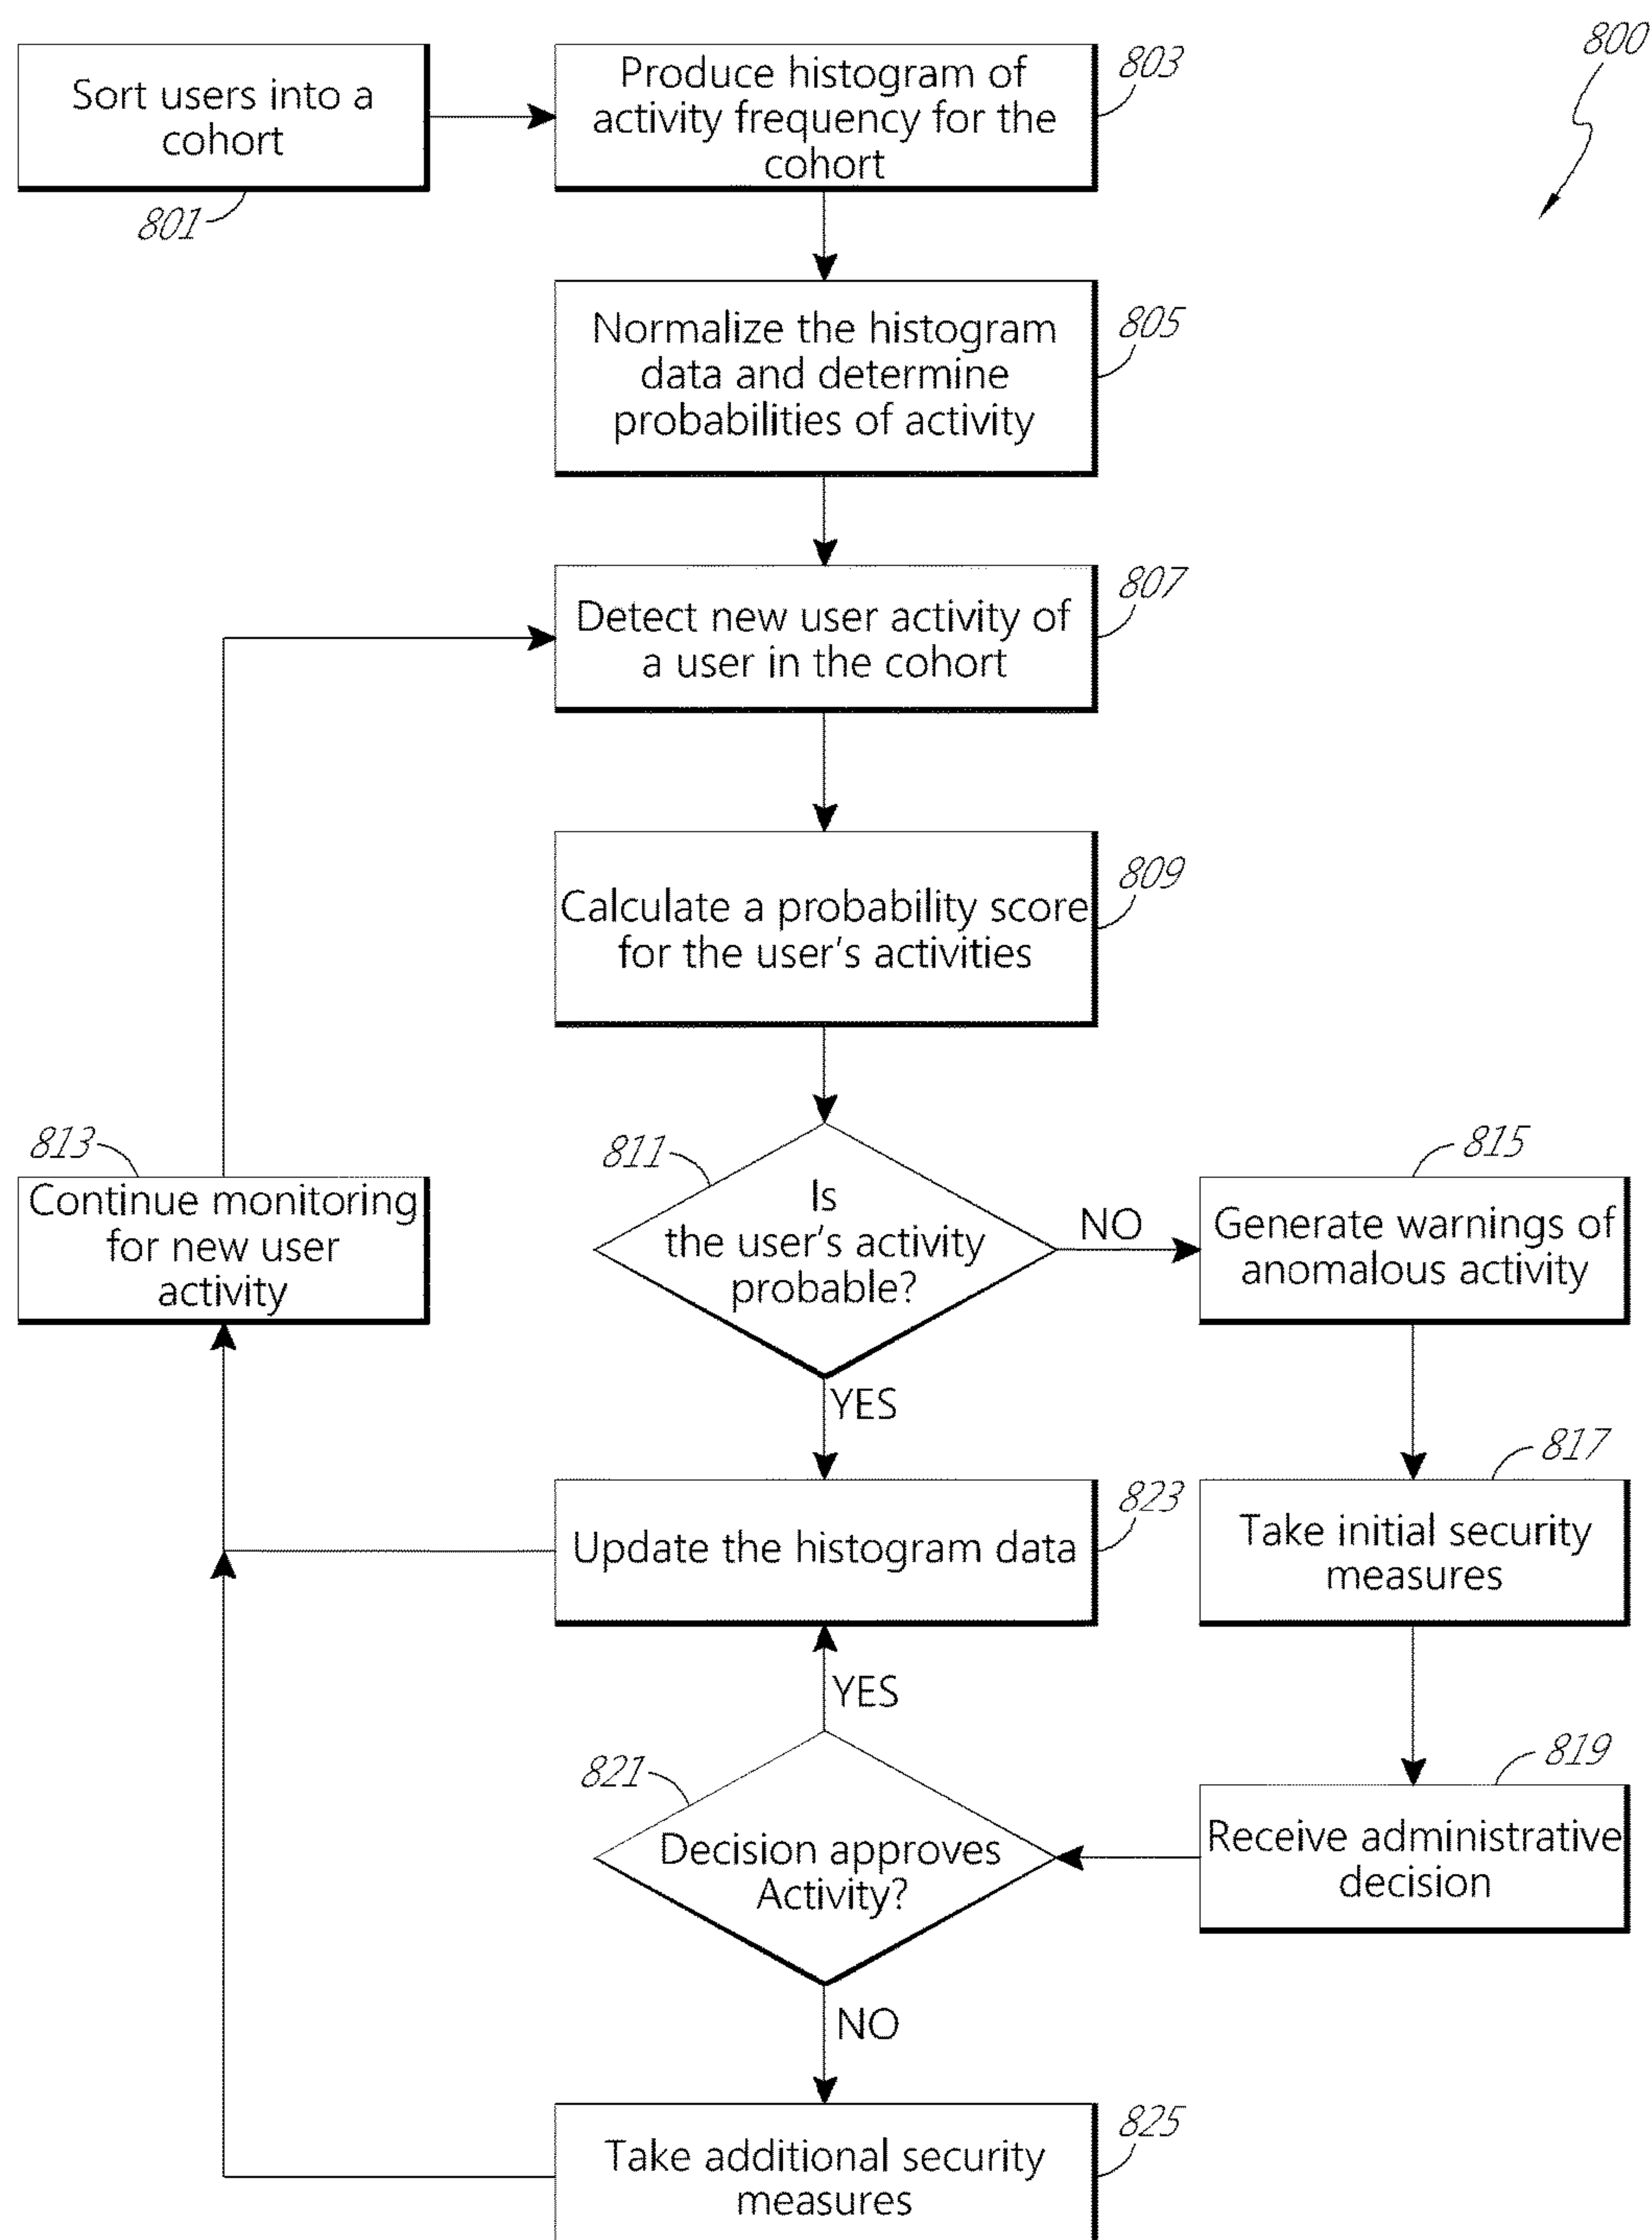 800
Sort users into a
cohort
801
Produce histogram of
activity frequency for the
cohort
803
Normalize the histogram
data and determine
probabilities of activity
805
Detect new user activity of
a user in the cohort
807
Calculate a probability score
for the user's activities
809
811
Is
the user's activity
probable?
NO
YES
813
Continue monitoring
for new user
activity
815
Generate warnings of
anomalous activity
817
Take initial security
measures
823
Update the histogram data
YES
819
Receive administrative
decision
821
Decision approves
Activity?
NO
825
Take additional security
measures